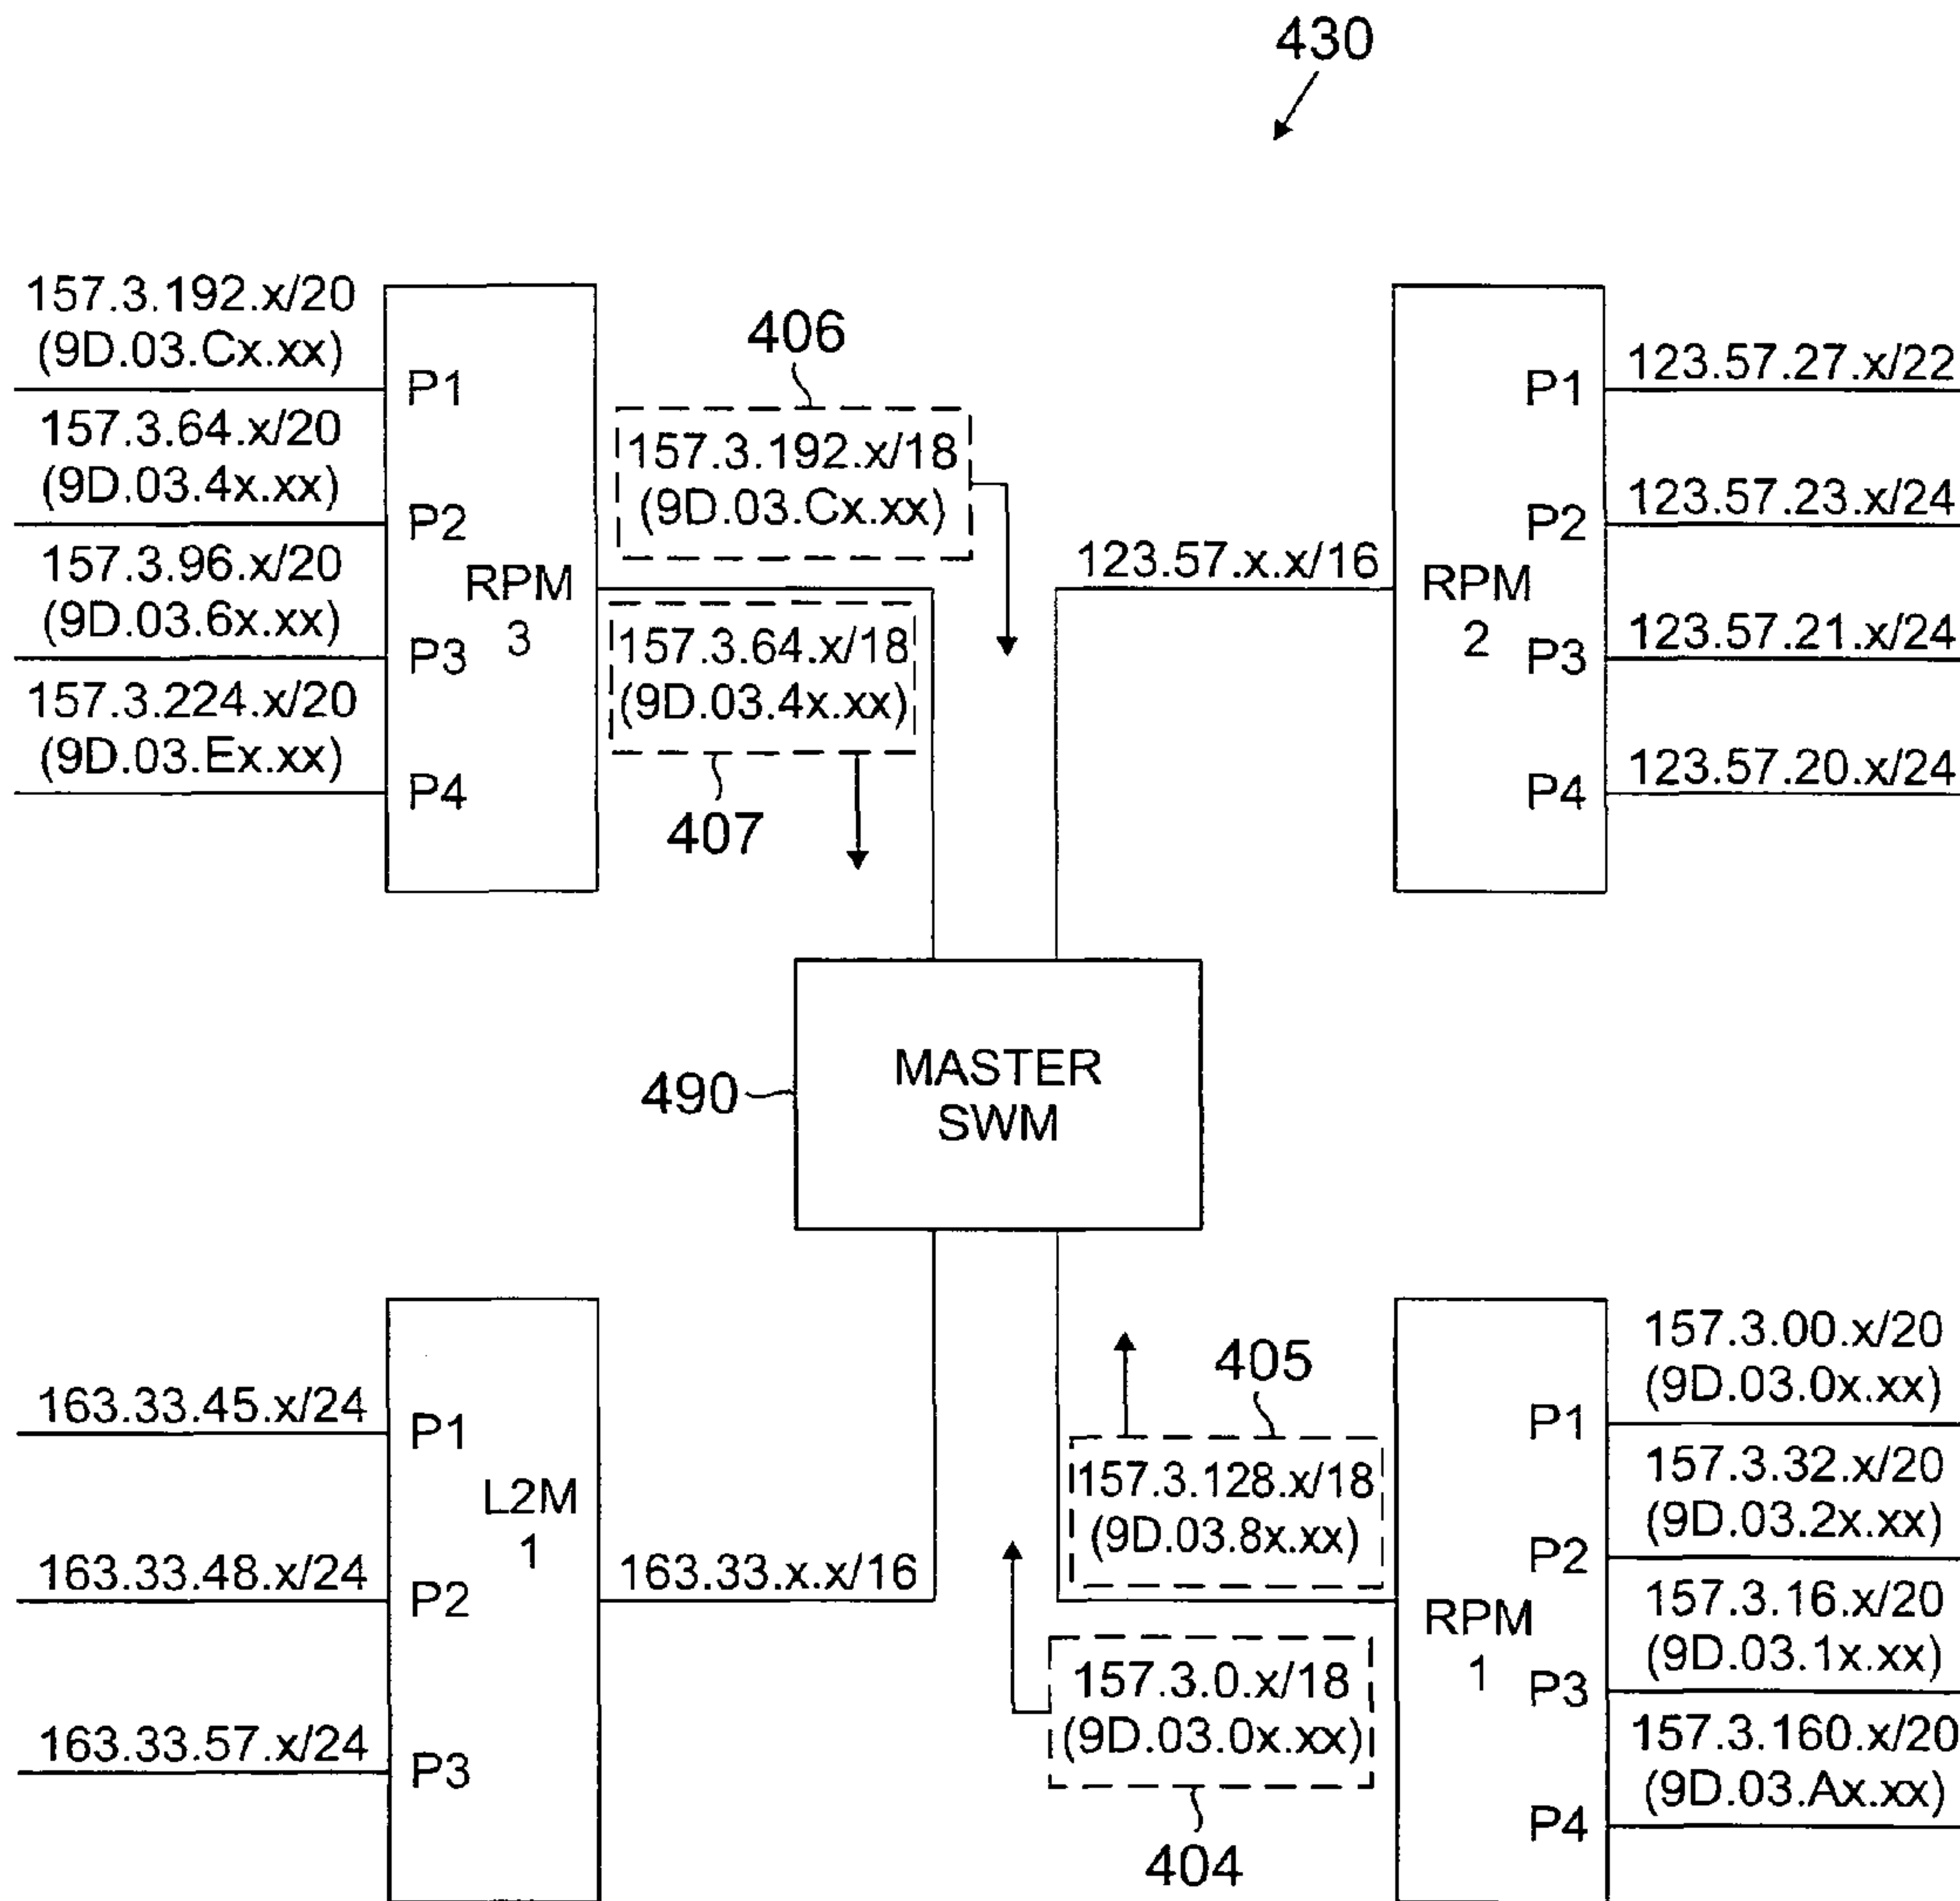 430
157.3.192.x/20
(9D.03.Cx.xx)
P1
157.3.64.x/20
(9D.03.4x.xx)
P2
157.3.96.x/20
(9D.03.6x.xx)
P3
157.3.224.x/20
(9D.03.Ex.xx)
P4
RPM
3
406
157.3.192.x/18
(9D.03.Cx.xx)
157.3.64.x/18
(9D.03.4x.xx)
407
123.57.x.x/16
RPM
2
P1
123.57.27.x/22
P2
123.57.23.x/24
P3
123.57.21.x/24
P4
123.57.20.x/24
490
MASTER
SWM
163.33.45.x/24
P1
163.33.48.x/24
P2
163.33.57.x/24
P3
L2M
1
163.33.x.x/16
405
157.3.128.x/18
(9D.03.8x.xx)
157.3.0.x/18
(9D.03.0x.xx)
404
RPM
1
157.3.00.x/20
(9D.03.0x.xx)
P1
157.3.32.x/20
(9D.03.2x.xx)
P2
157.3.16.x/20
(9D.03.1x.xx)
P3
157.3.160.x/20
(9D.03.Ax.xx)
P4